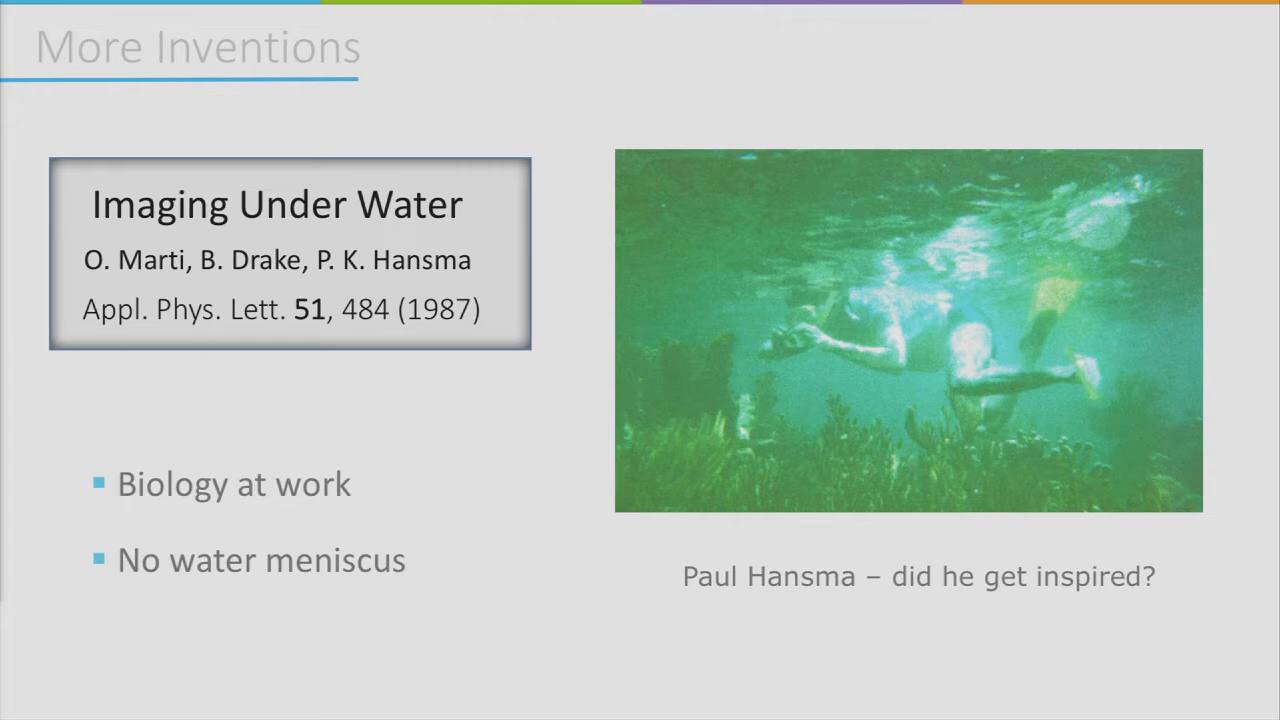 More Inventions
Imaging Under Water
O. Marti, B. Drake, P. K. Hansma
Appl. Phys. Lett. 51, 484 (1987)
Biology at work
No water meniscus
Paul Hansma – did he get inspired?